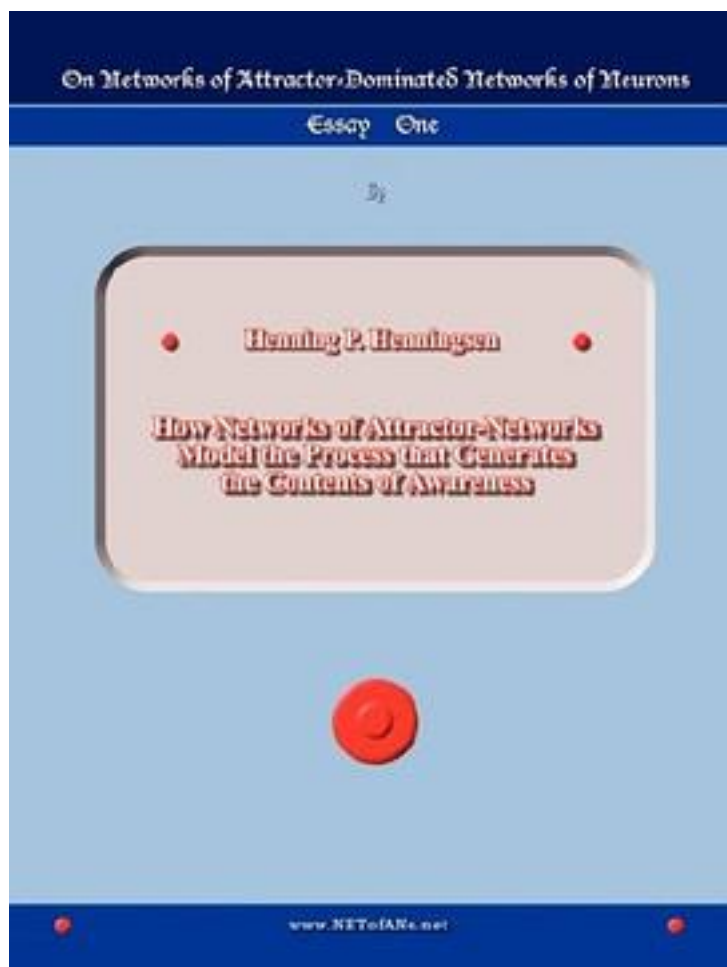 On Networks of Attractor-Dominated Networks of Neurons
Essay One
By
Henning P. Henningsen
How Networks of Attractor-Networks
Model the Process that Generates
the Contents of Awareness
www.NETofANs.net